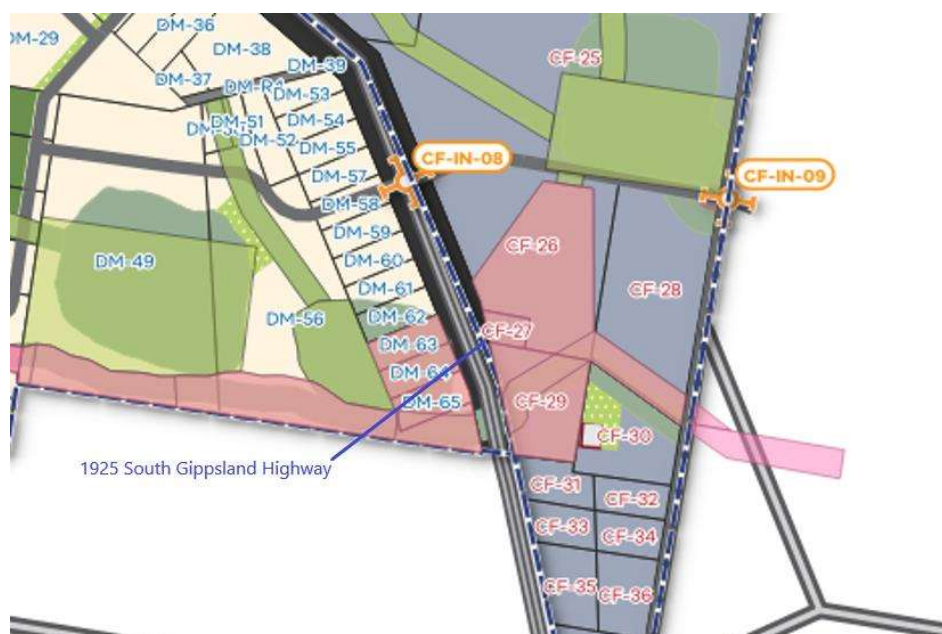 DM-36
DM-29
DM-38
CF-25
DM-39
DM-37
DM-53
DM-51
DM-54
DM-52
DM-55
CF-IN-08
DM-57
CF-IN-09
DM-58
DM-59
CF-26
DM-60
DM-49
DM-61
CF-28
DM-56
DM-62
CF-27
DM-63
DM-64
DM-65
CF-29
CF-30
1925 South Gippsland Highway
CF-31
CF-32
CF-33
CF-34
CF-35
CF-36